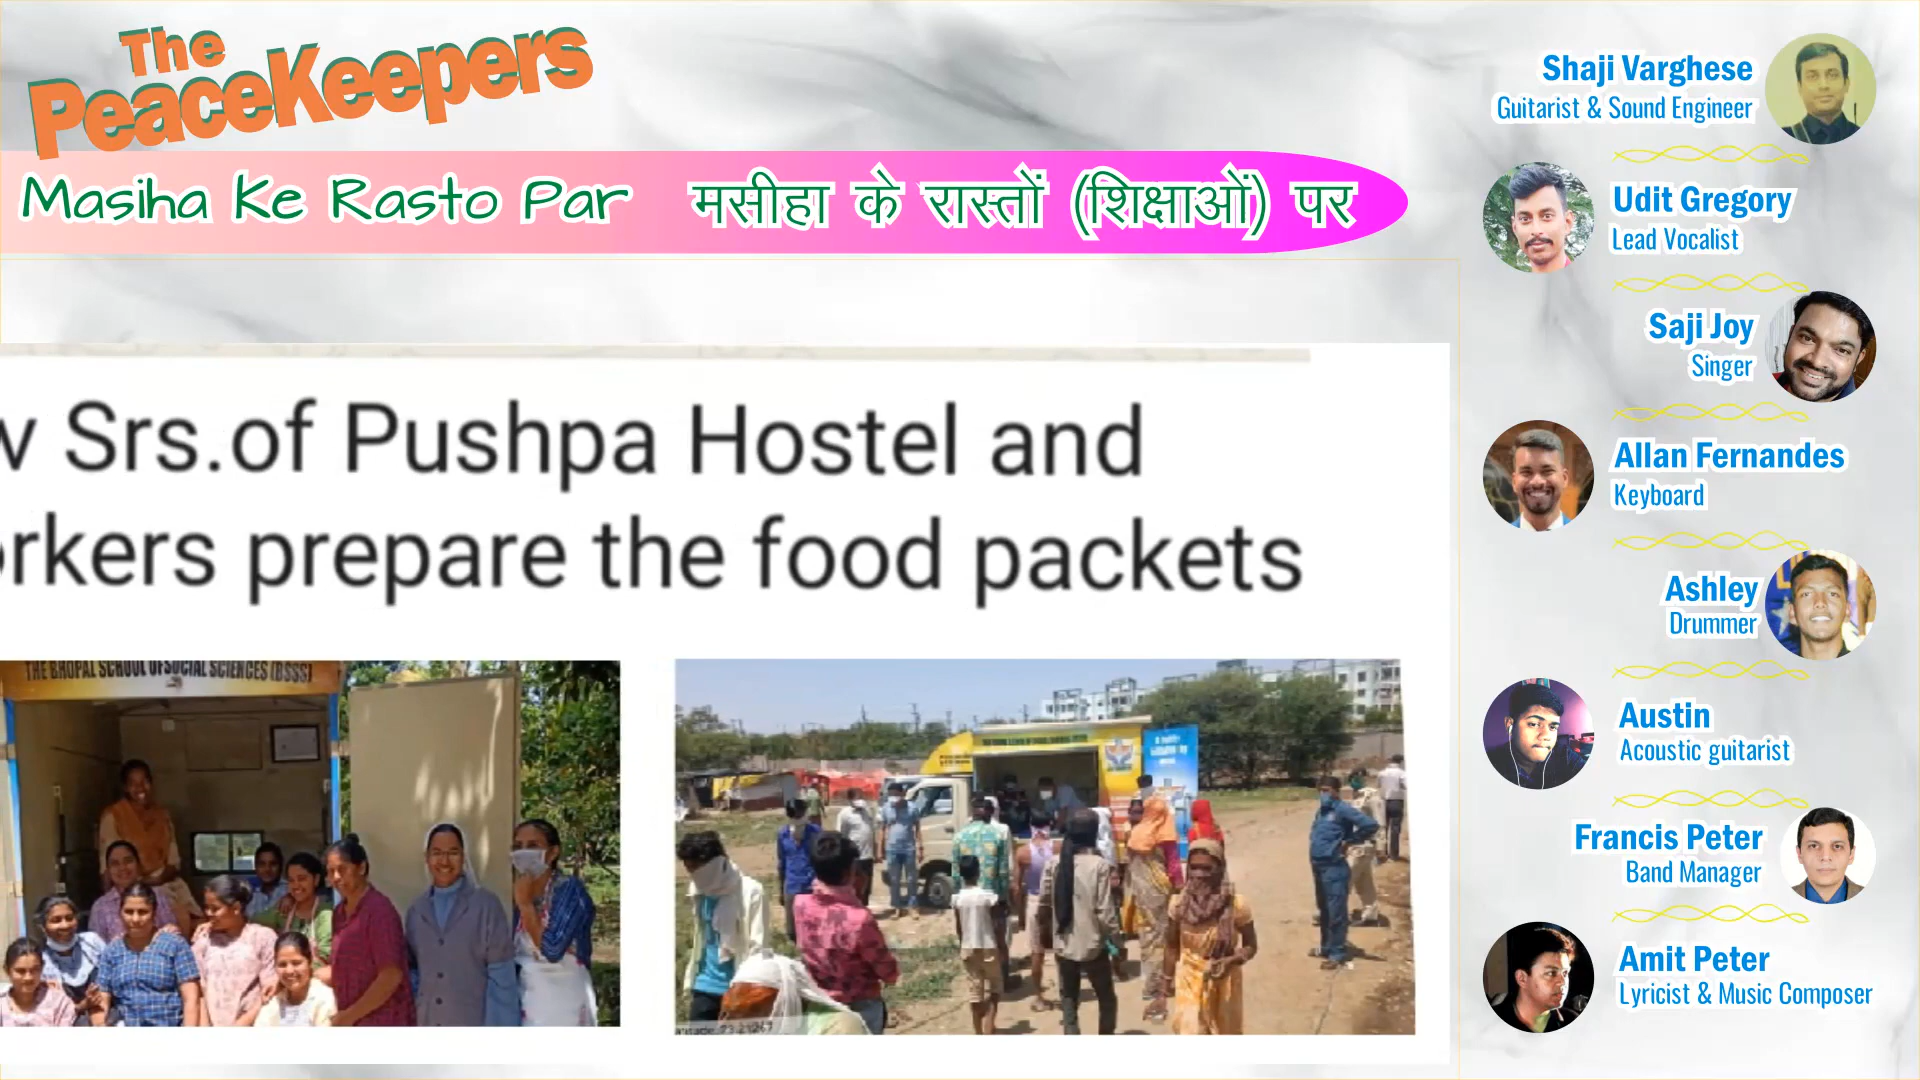 The
PeaceKeepers
Masiha Ke Rasto Par मसीहा के रास्तों (शिक्षाओं) पर
Srs.of Pushpa Hostel and
prepare the food packets
THE BHOPAL SCHOOL OF SOCIAL SCIENCES (BSSS)
Shaji Varghese
Guitarist & Sound Engineer
Udit Gregory
Lead Vocalist
Saji Joy
Singer
Allan Fernandes
Keyboard
Ashley
Drummer
Austin
Acoustic guitarist
Francis Peter
Band Manager
Amit Peter
Lyricist & Music Composer